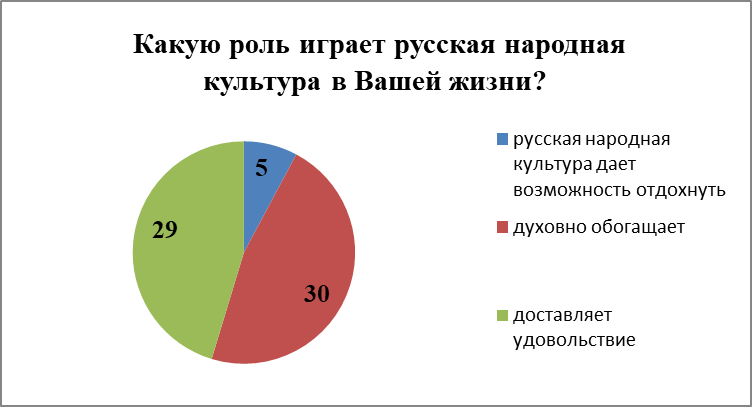 Какую роль играет русская народная
культура в Вашей жизни?
5
30
29
русская народная
культура дает
возможность отдохнуть
духовно обогащает
доставляет
удовольствие